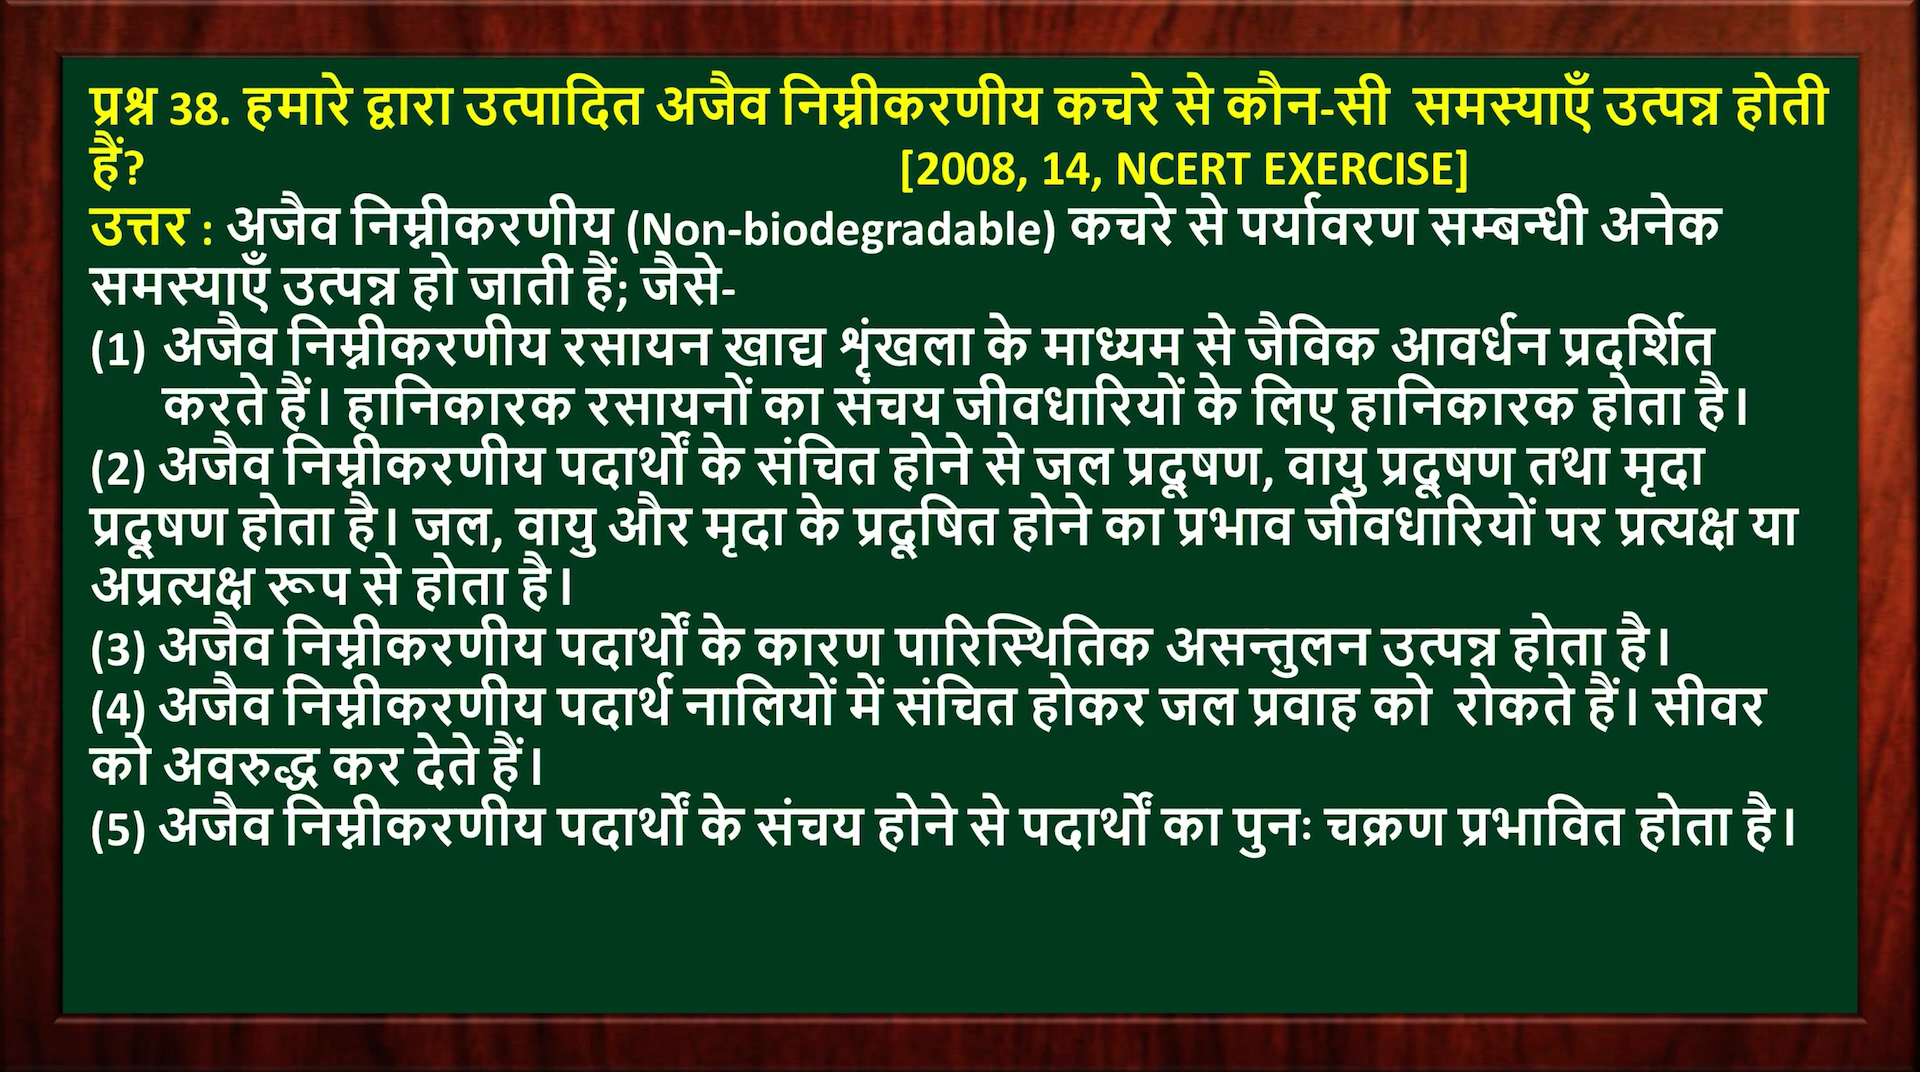 प्रश्न 38. हमारे द्वारा उत्पादित अजैव निम्नीकरणीय कचरे से कौन-सी समस्याएँ उत्पन्न होती
हैं? [2008, 14, NCERT EXERCISE]
उत्तर : अजैव निम्नीकरणीय (Non-biodegradable) कचरे से पर्यावरण सम्बन्धी अनेक
समस्याएँ उत्पन्न हो जाती हैं; जैसे-
(1) अजैव निम्नीकरणीय रसायन खाद्य शृंखला के माध्यम से जैविक आवर्धन प्रदर्शित
करते हैं। हानिकारक रसायनों का संचय जीवधारियों के लिए हानिकारक होता है।
(2) अजैव निम्नीकरणीय पदार्थों के संचित होने से जल प्रदूषण, वायु प्रदूषण तथा मृदा
प्रदूषण होता है। जल, वायु और मृदा के प्रदूषित होने का प्रभाव जीवधारियों पर प्रत्यक्ष या
अप्रत्यक्ष रूप से होता है।
(3) अजैव निम्नीकरणीय पदार्थों के कारण पारिस्थितिक असन्तुलन उत्पन्न होता है।
(4) अजैव निम्नीकरणीय पदार्थ नालियों में संचित होकर जल प्रवाह को रोकते हैं। सीवर
को अवरुद्ध कर देते हैं।
(5) अजैव निम्नीकरणीय पदार्थों के संचय होने से पदार्थों का पुनः चक्रण प्रभावित होता है।